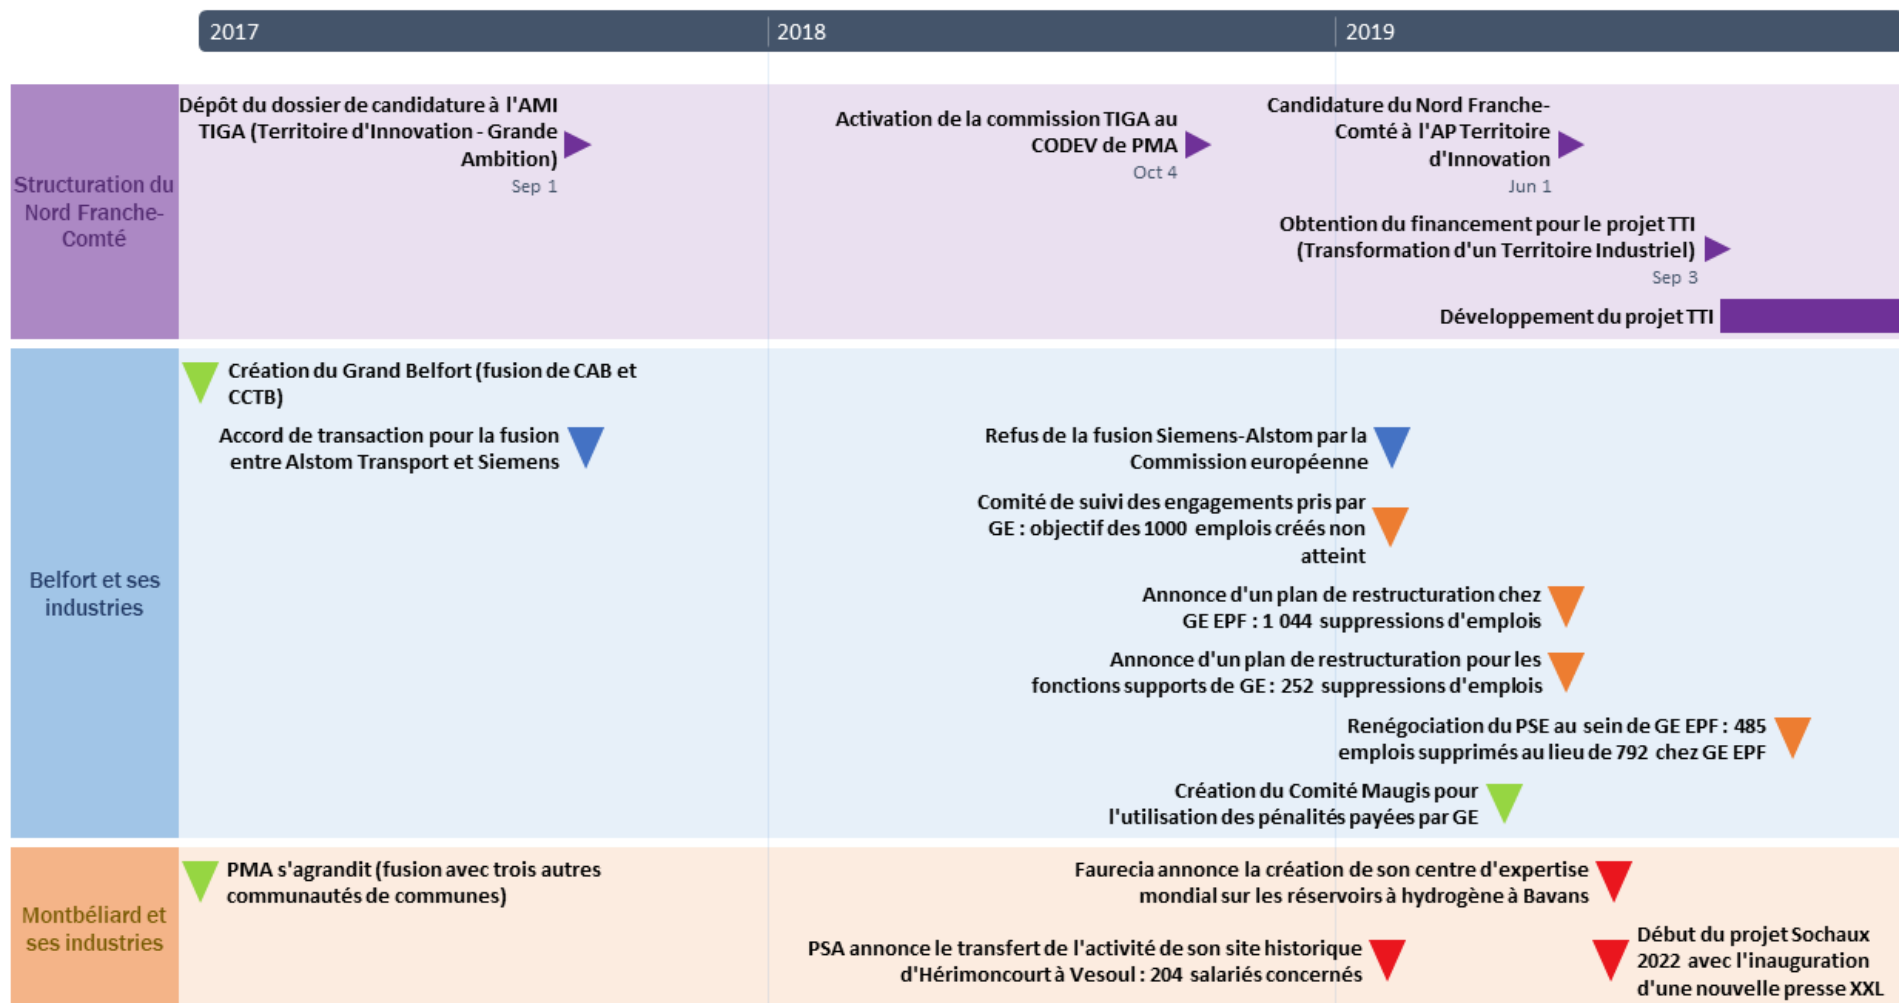 2017
2018
2019
Structuration du
Nord Franche-
Comté
Dépôt du dossier de candidature à l'AMI
TIGA (Territoire d'Innovation - Grande
Ambition)
Sep 1
Activation de la commission TIGA au
CODEV de PMA
Oct 4
Candidature du Nord Franche-
Comté à l'AP Territoire
d'Innovation
Jun 1
Obtention du financement pour le projet TTI
(Transformation d'un Territoire Industriel)
Sep 3
Développement du projet TTI
Belfort et ses
industries
Création du Grand Belfort (fusion de CAB et
CCTB)
Accord de transaction pour la fusion
entre Alstom Transport et Siemens
Refus de la fusion Siemens-Alstom par la
Commission européenne
Comité de suivi des engagements pris par
GE : objectif des 1000 emplois créés non
atteint
Annonce d'un plan de restructuration chez
GE EPF : 1 044 suppressions d'emplois
Annonce d'un plan de restructuration pour les
fonctions supports de GE : 252 suppressions d'emplois
Renégociation du PSE au sein de GE EPF : 485
emplois supprimés au lieu de 792 chez GE EPF
Création du Comité Maugis pour
l'utilisation des pénalités payées par GE
Montbéliard et
ses industries
PMA s'agrandit (fusion avec trois autres
communautés de communes)
Faurecia annonce la création de son centre d'expertise
mondial sur les réservoirs à hydrogène à Bavans
PSA annonce le transfert de l'activité de son site historique
d'Hérimoncourt à Vesoul : 204 salariés concernés
Début du projet Sochaux
2022 avec l'inauguration
d'une nouvelle presse XXL